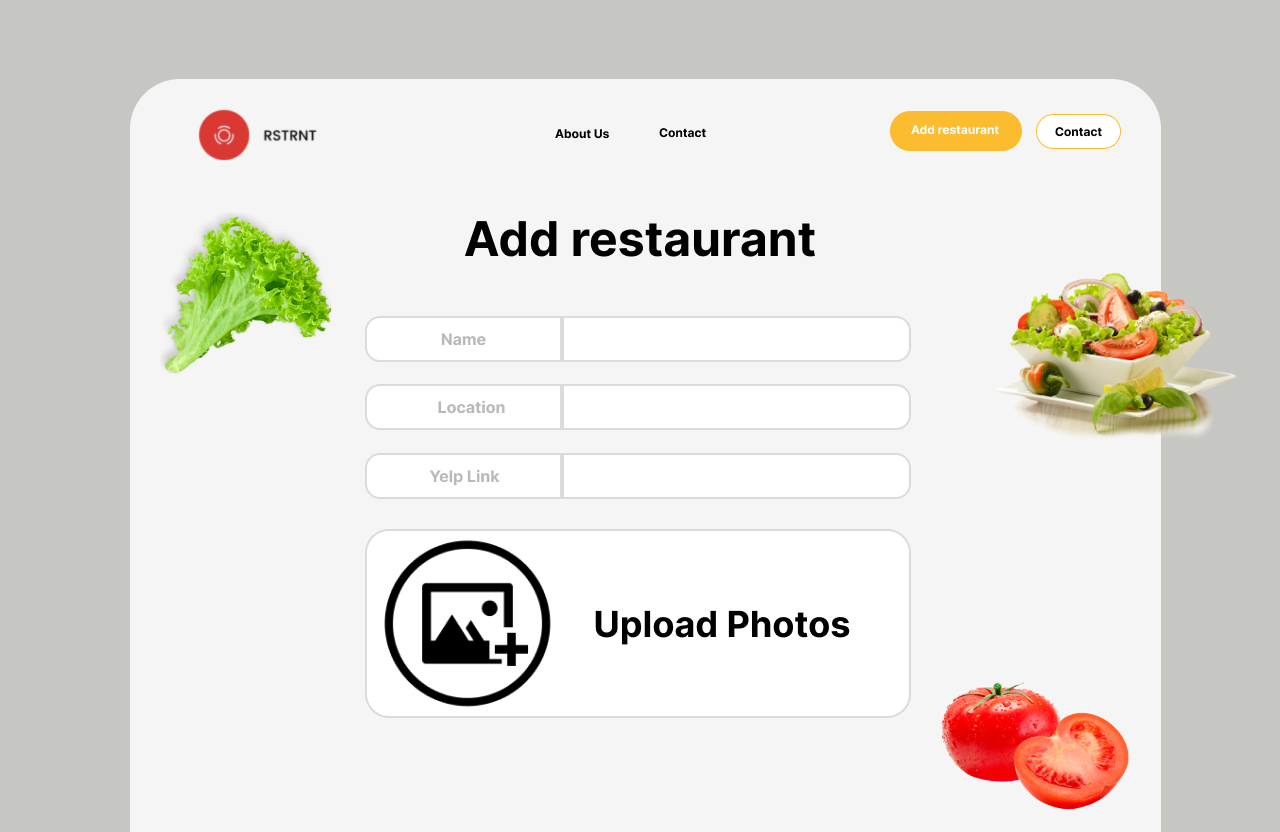 RSTRNT
About Us
Contact
Add restaurant
Contact
Add restaurant
Name
Location
Yelp Link
Upload Photos